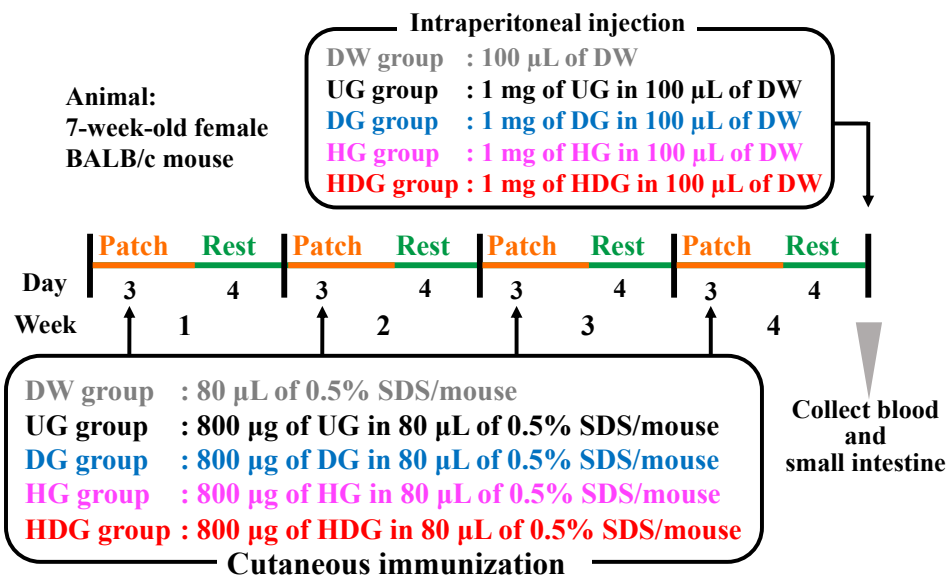 Intraperitoneal injection
DW group : 100 µL of DW
UG group : 1 mg of UG in 100 µL of DW
DG group : 1 mg of DG in 100 µL of DW
HG group : 1 mg of HG in 100 µL of DW
HDG group : 1 mg of HDG in 100 µL of DW
Animal:
7-week-old female
BALB/c mouse
Patch Rest Patch Rest Patch Rest Patch Rest
Day 3 4 3 4 3 4 3 4
Week 1 2 3 4
DW group : 80 µL of 0.5% SDS/mouse
UG group : 800 µg of UG in 80 µL of 0.5% SDS/mouse
DG group : 800 µg of DG in 80 µL of 0.5% SDS/mouse
HG group : 800 µg of HG in 80 µL of 0.5% SDS/mouse
HDG group : 800 µg of HDG in 80 µL of 0.5% SDS/mouse
Cutaneous immunization
Collect blood
and
small intestine